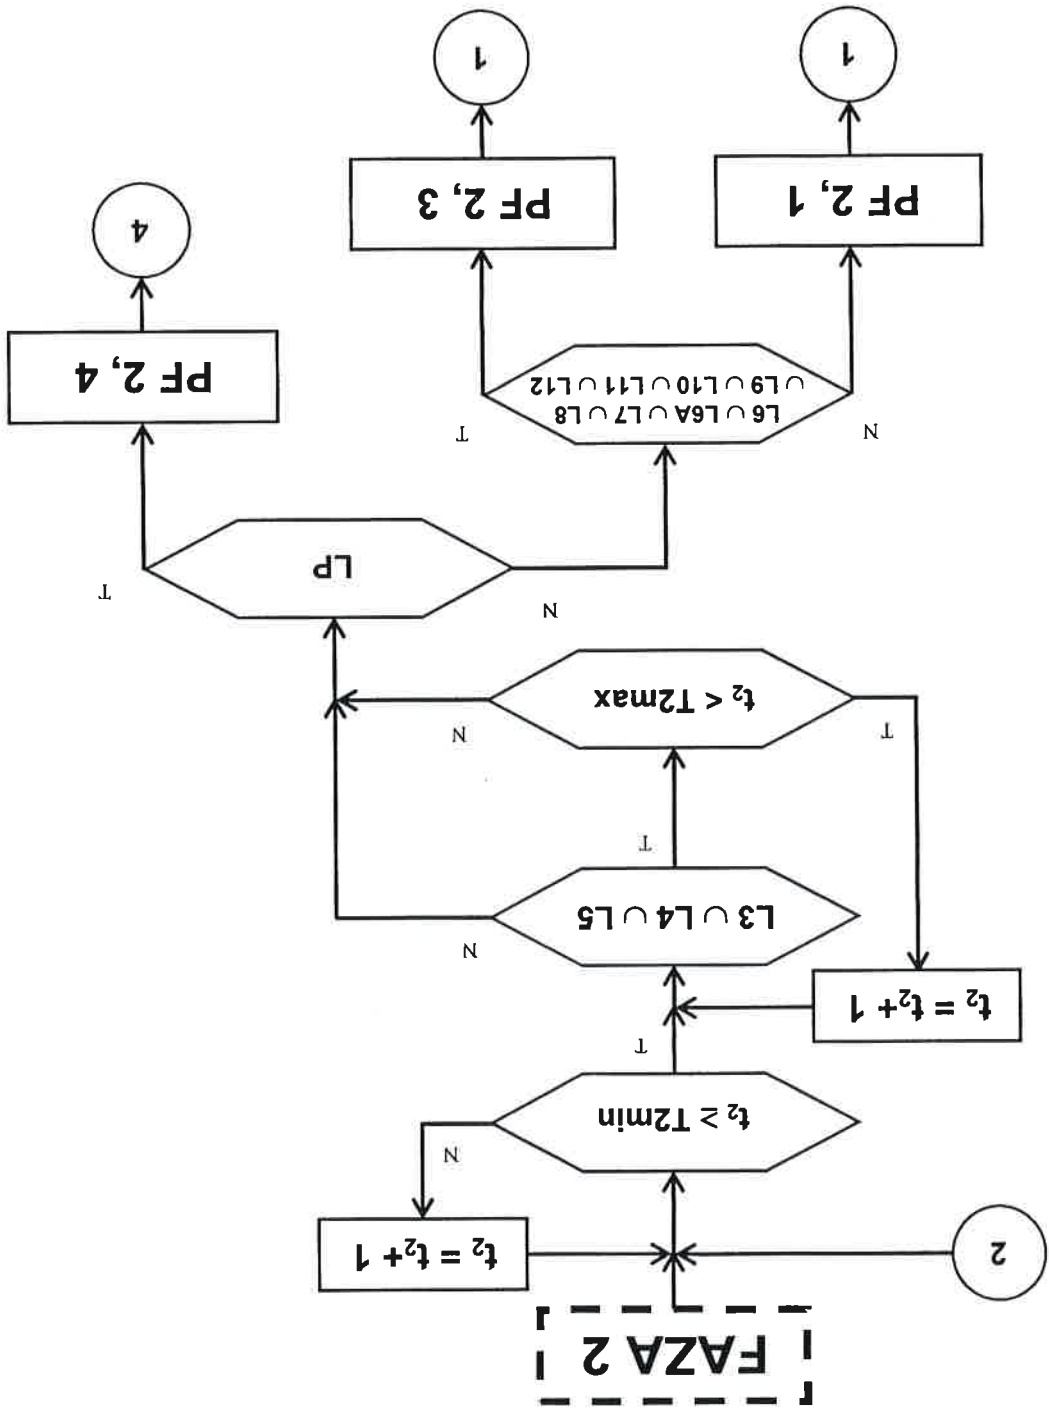 FAZA 2
2
t₂ = t₂+ 1
N
t₂ ≥ T2min
T
t₂ = t₂+ 1
N
L3 ∪ L4 ∪ L5
T
T
N
t₂ < T2max
N
T
LP
N
T
L6 ∪ L6A ∪ L7 ∪ L8
∪ L9 ∪ L10 ∪ L11 ∪ L12
PF 2, 4
PF 2, 1
PF 2, 3
4
1
1